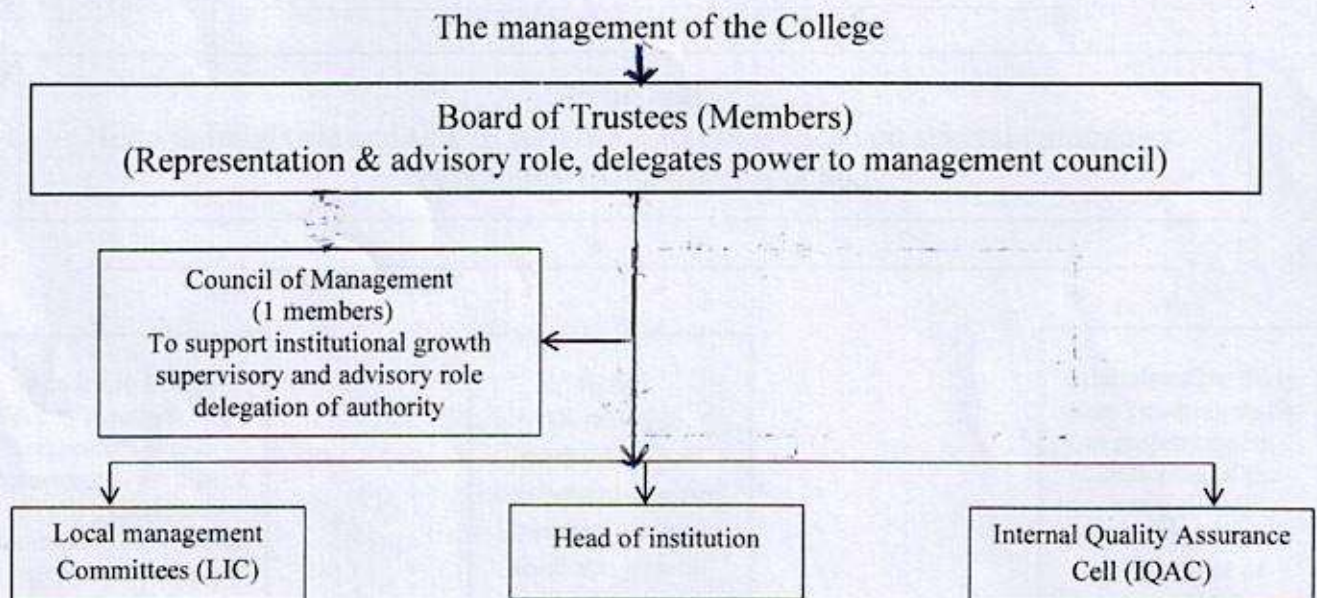 The management of the College
Board of Trustees (Members)
(Representation & advisory role, delegates power to management council)
Council of Management
(1 members)
To support institutional growth
supervisory and advisory role
delegation of authority
Local management
Committees (LIC)
Head of institution
Internal Quality Assurance
Cell (IQAC)